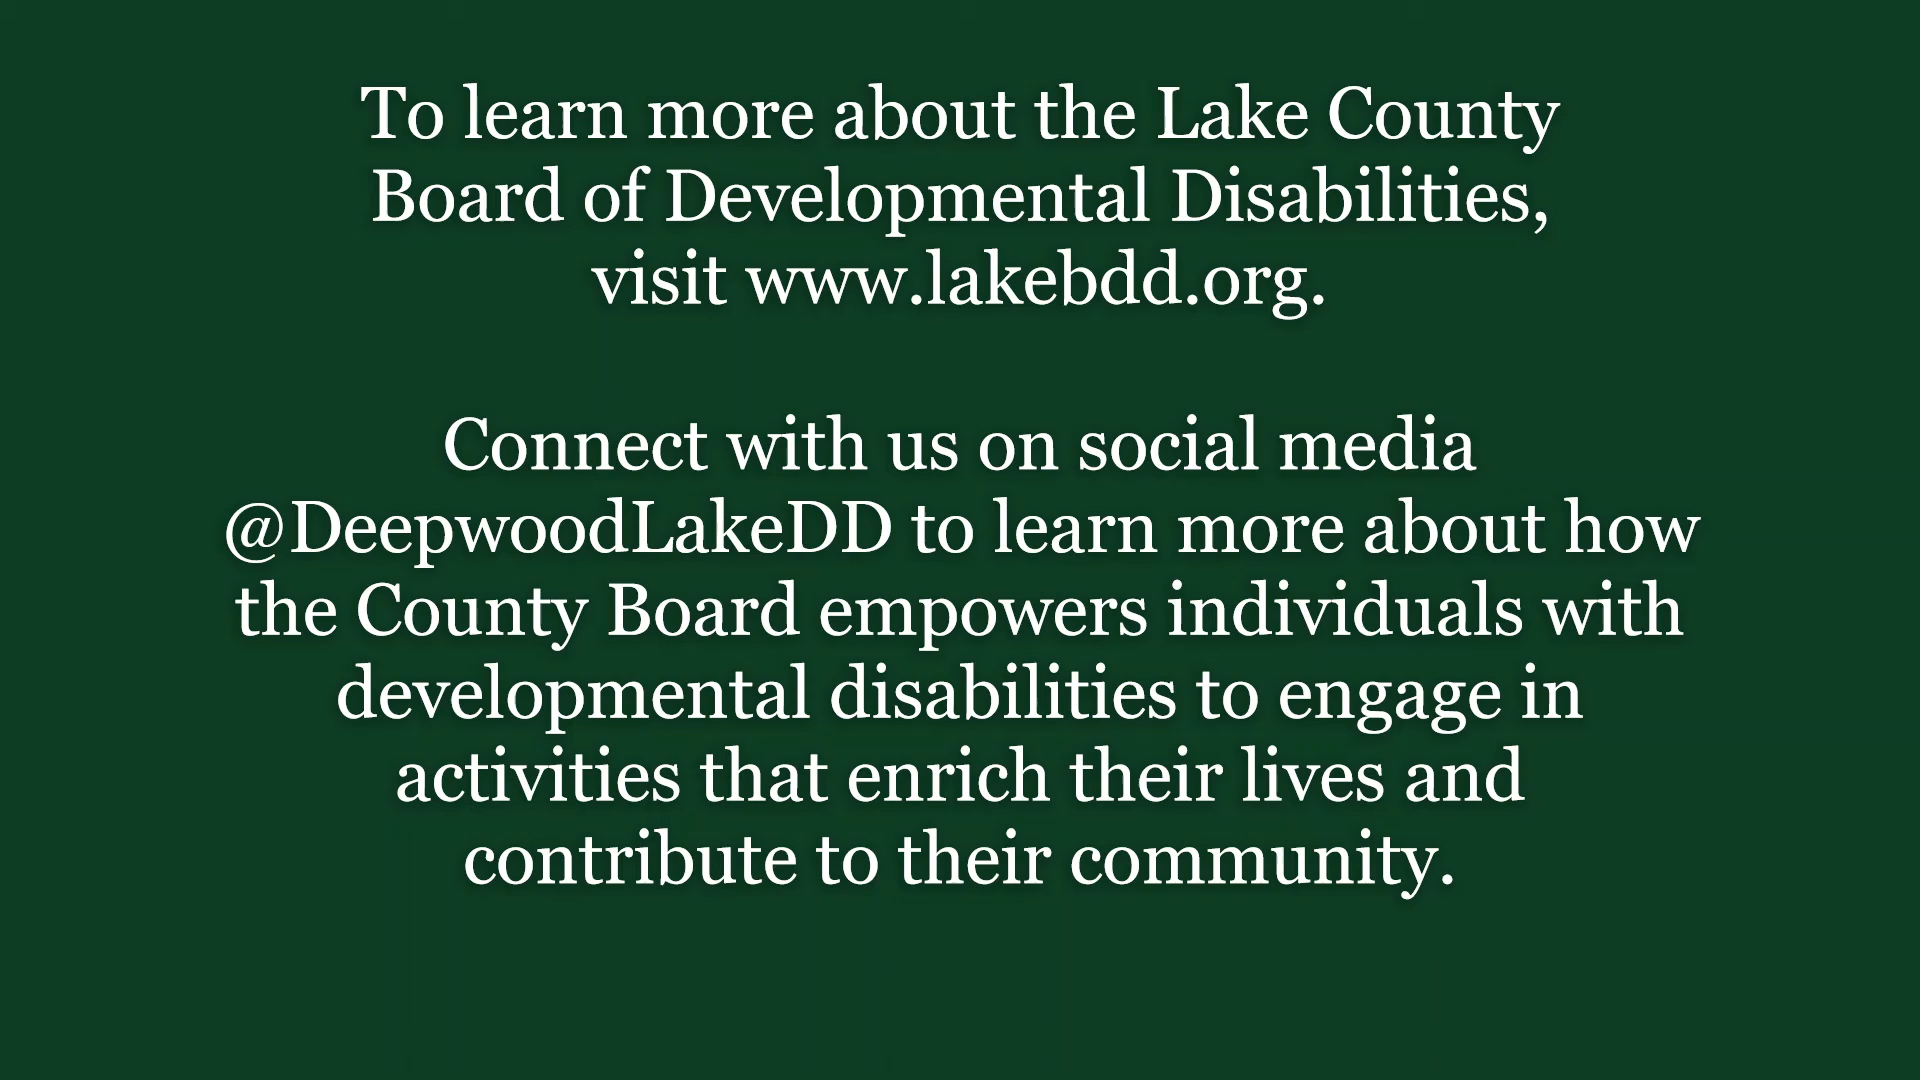 To learn more about the Lake County
Board of Developmental Disabilities,
visit www.lakebdd.org.
Connect with us on social media
@DeepwoodLakeDD to learn more about how
the County Board empowers individuals with
developmental disabilities to engage in
activities that enrich their lives and
contribute to their community.